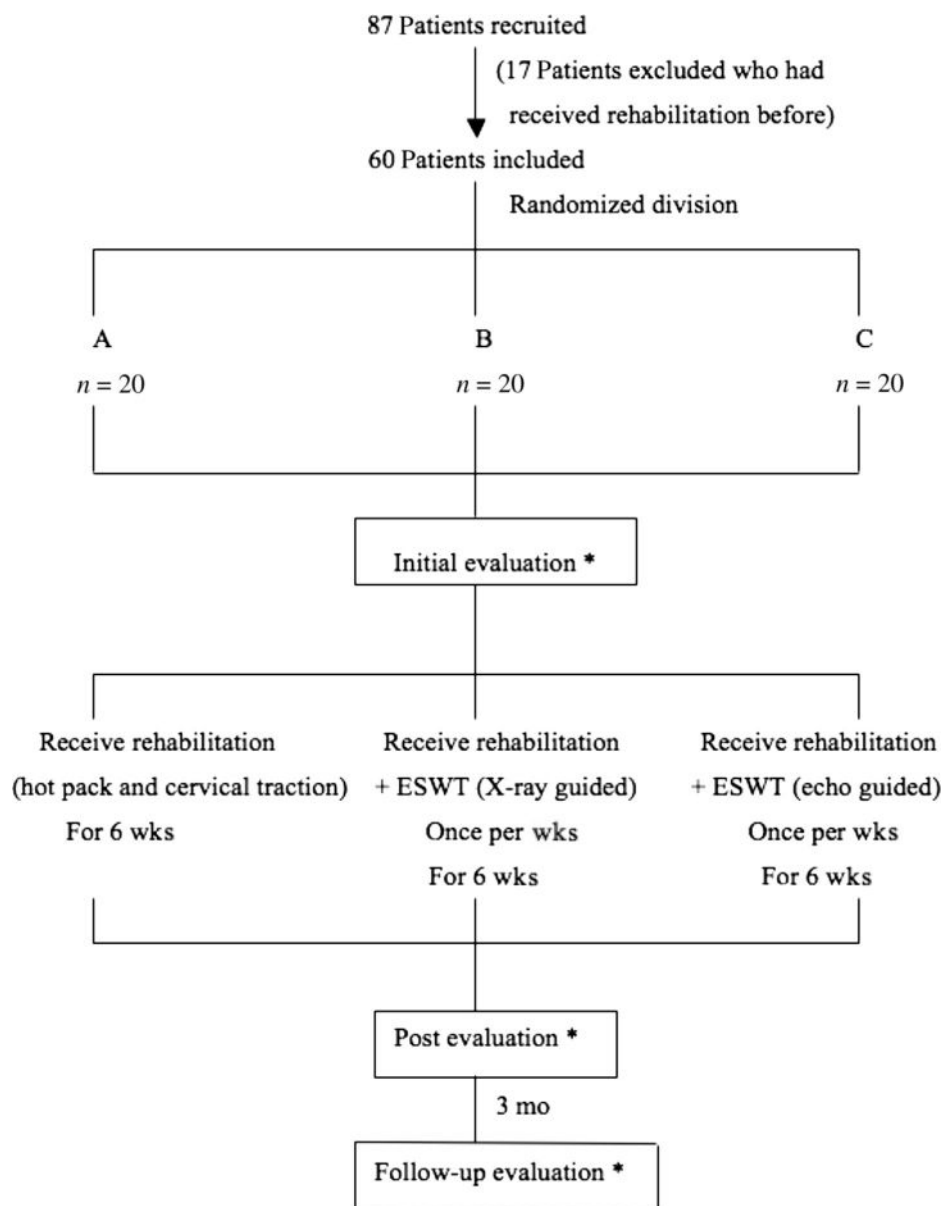 87 Patients recruited
(17 Patients excluded who had
received rehabilitation before)
60 Patients included
Randomized division
A
B
C
n = 20
n = 20
n = 20
Initial evaluation *
Receive rehabilitation
(hot pack and cervical traction)
For 6 wks
Receive rehabilitation
+ ESWT (X-ray guided)
Once per wks
For 6 wks
Receive rehabilitation
+ ESWT (echo guided)
Once per wks
For 6 wks
Post evaluation *
3 mo
Follow-up evaluation *